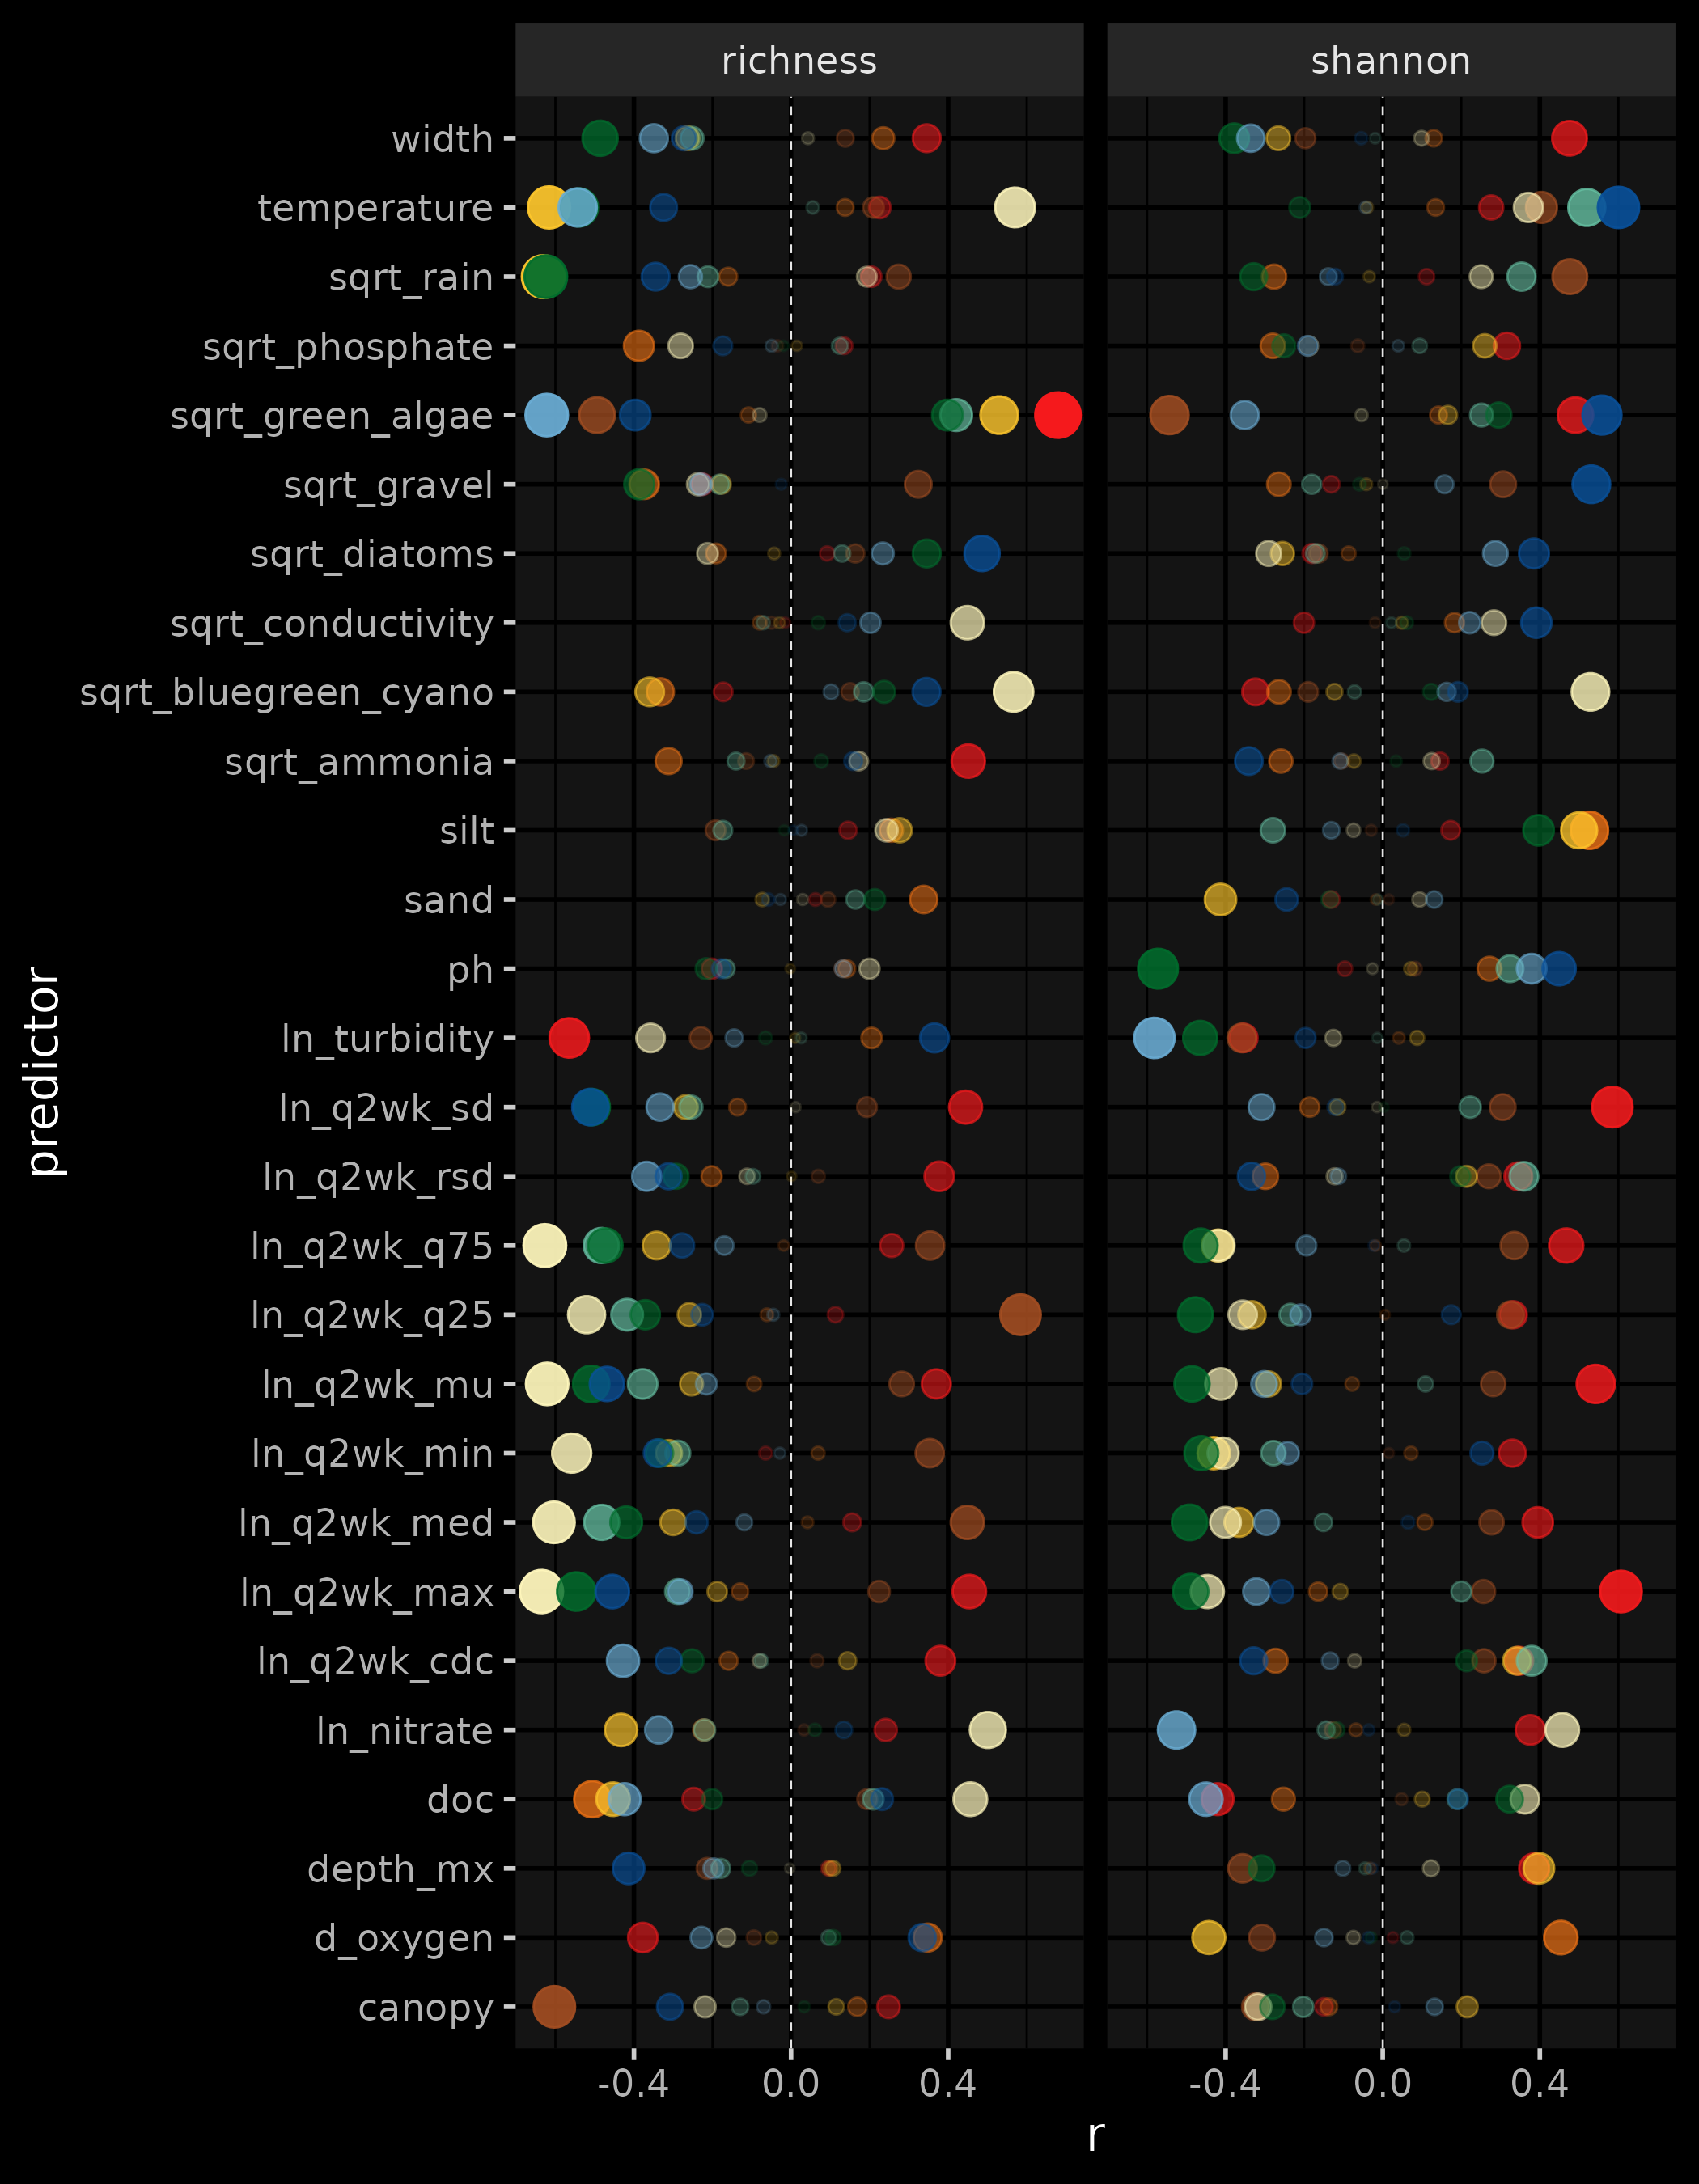 richness
shannon
width
temperature
sqrt_rain
sqrt_phosphate
sqrt_green_algae
sqrt_gravel
sqrt_diatoms
sqrt_conductivity
sqrt_bluegreen_cyano
sqrt_ammonia
silt
sand
ph
ln_turbidity
ln_q2wk_sd
ln_q2wk_rsd
ln_q2wk_q75
ln_q2wk_q25
ln_q2wk_mu
ln_q2wk_min
ln_q2wk_med
ln_q2wk_max
ln_q2wk_cdc
ln_nitrate
doc
depth_mx
d_oxygen
canopy
predictor
-0.4 0.0 0.4
-0.4 0.0 0.4
r